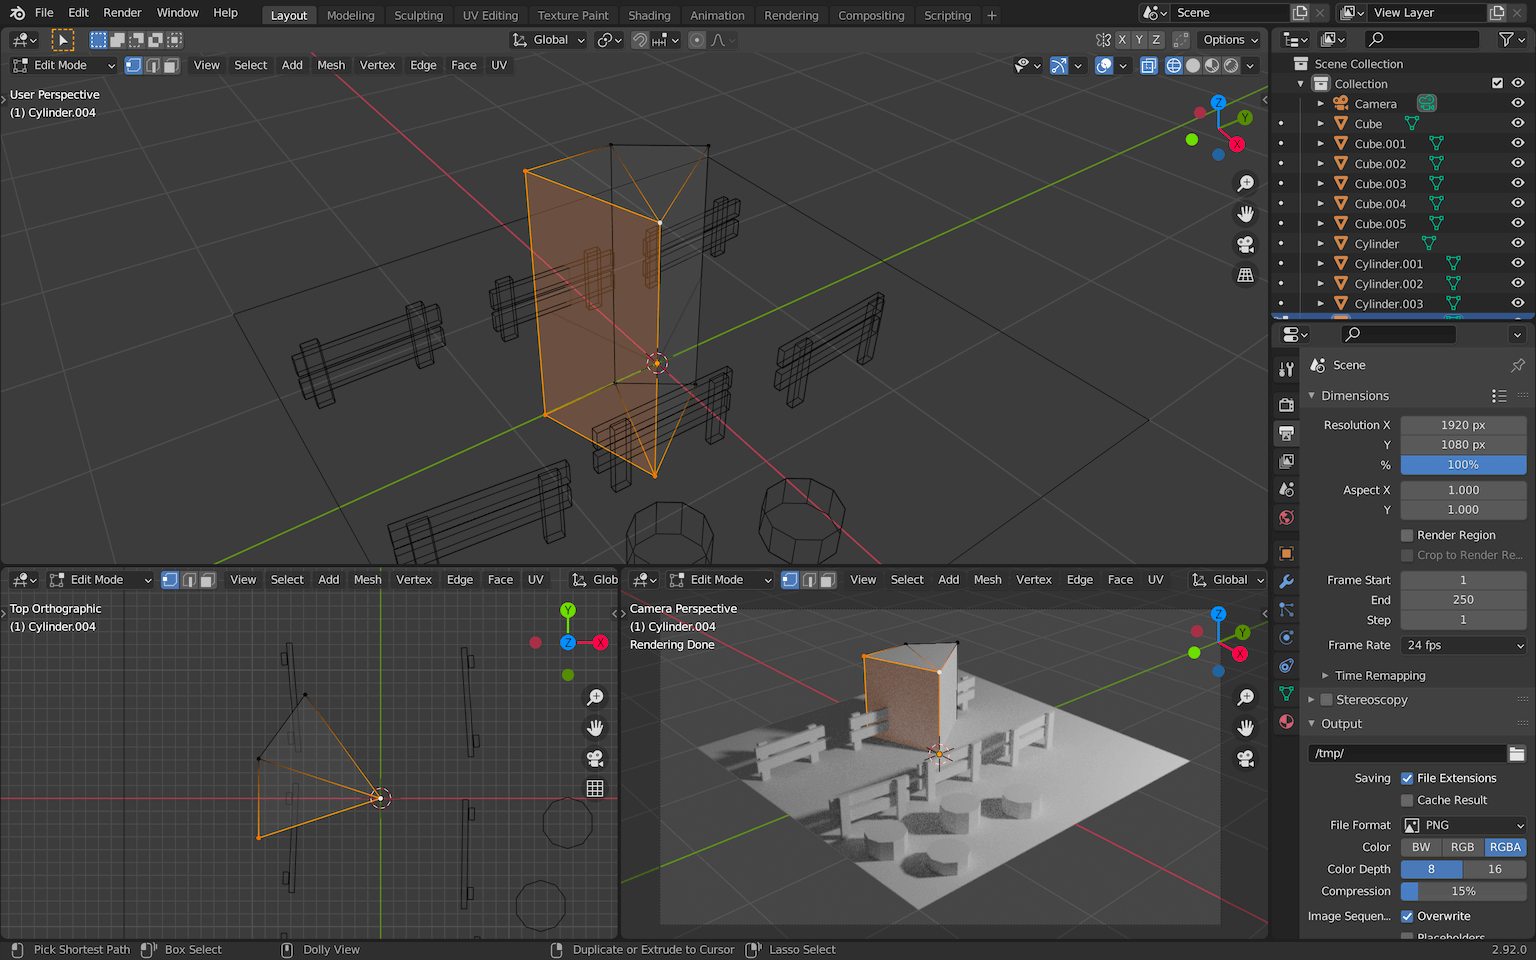 File Edit Render Window Help Layout Modeling Sculpting UV Editing Texture Paint Shading Animation Rendering Compositing Scripting + Scene View Layer
Global X Y Z Options
Edit Mode View Select Add Mesh Vertex Edge Face UV
User Perspective
(1) Cylinder.004
Z
Y
X
Scene Collection
Collection
Camera
Cube
Cube.001
Cube.002
Cube.003
Cube.004
Cube.005
Cylinder
Cylinder.001
Cylinder.002
Cylinder.003
Scene
Dimensions
Resolution X 1920 px
Y 1080 px
% 100%
Aspect X 1.000
Y 1.000
Render Region
Crop to Render Re...
Frame Start 1
End 250
Step 1
Frame Rate 24 fps
Time Remapping
Stereoscopy
Output
/tmp/
Saving File Extensions
Cache Result
File Format PNG
Color BW RGB RGBA
Color Depth 8 16
Compression 15%
Image Sequen... Overwrite
Placeholders
Edit Mode View Select Add Mesh Vertex Edge Face UV Glob
Top Orthographic
(1) Cylinder.004
Y
Z X
Edit Mode View Select Add Mesh Vertex Edge Face UV Global
Camera Perspective
(1) Cylinder.004
Rendering Done
Z
Y
X
Pick Shortest Path Box Select Dolly View Duplicate or Extrude to Cursor Lasso Select 2.92.0